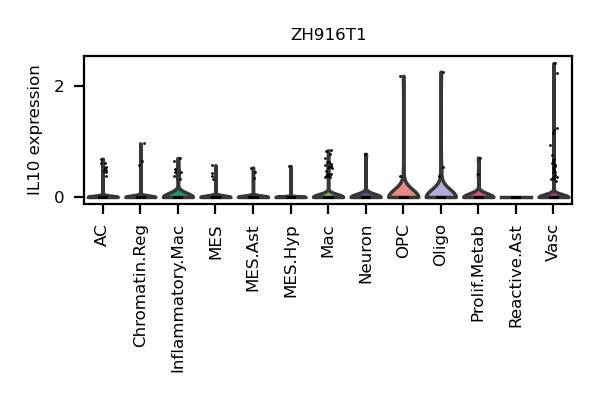 ZH916T1
IL10 expression
2
0
AC
Chromatin.Reg
Inflammatory.Mac
MES
MES.Ast
MES.Hyp
Mac
Neuron
OPC
Oligo
Prolif.Metab
Reactive.Ast
Vasc